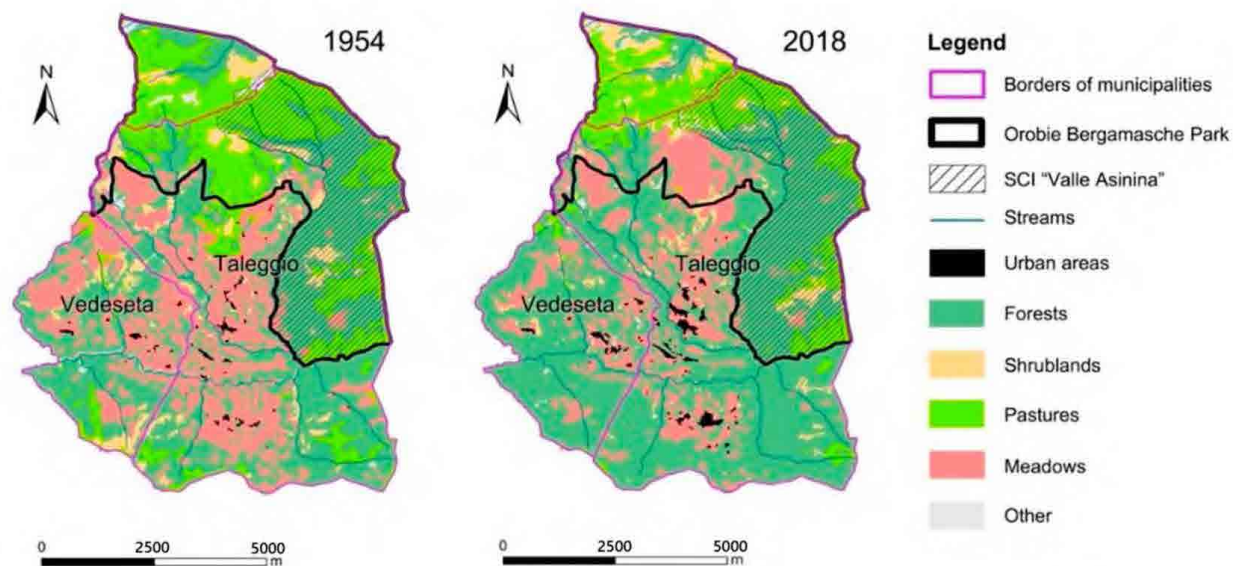 1954
N
Taleggio
Vedeseta
0 2500 5000
m
2018
N
Taleggio
Vedeseta
0 2500 5000
m
Legend
Borders of municipalities
Orobie Bergamasche Park
SCI “Valle Asinina”
Streams
Urban areas
Forests
Shrublands
Pastures
Meadows
Other